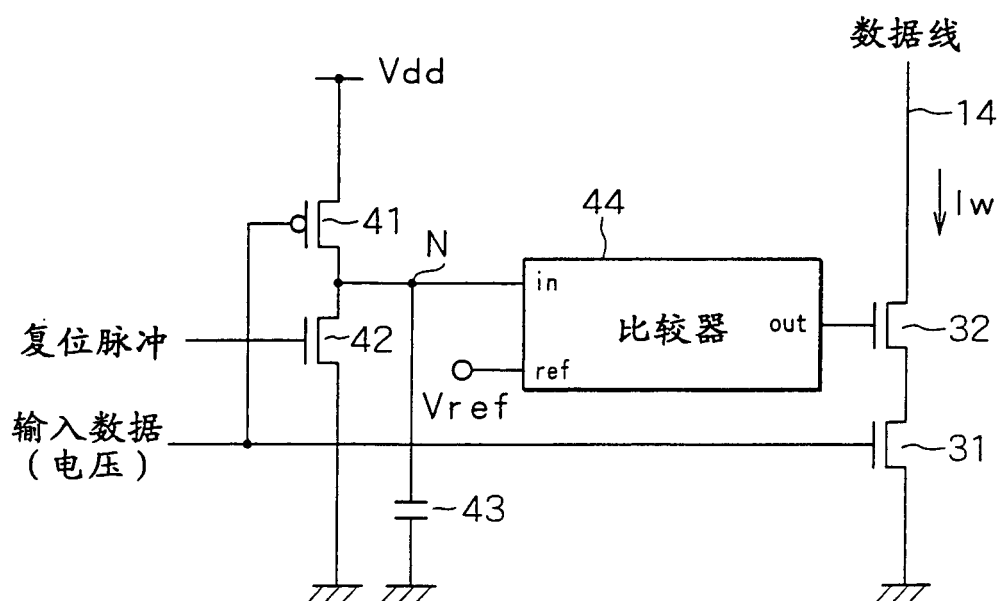 数据线
Vdd
14
44
Iw
41
N
in
比较器
out
32
复位脉冲
42
ref
Vref
输入数据
(电压)
31
43